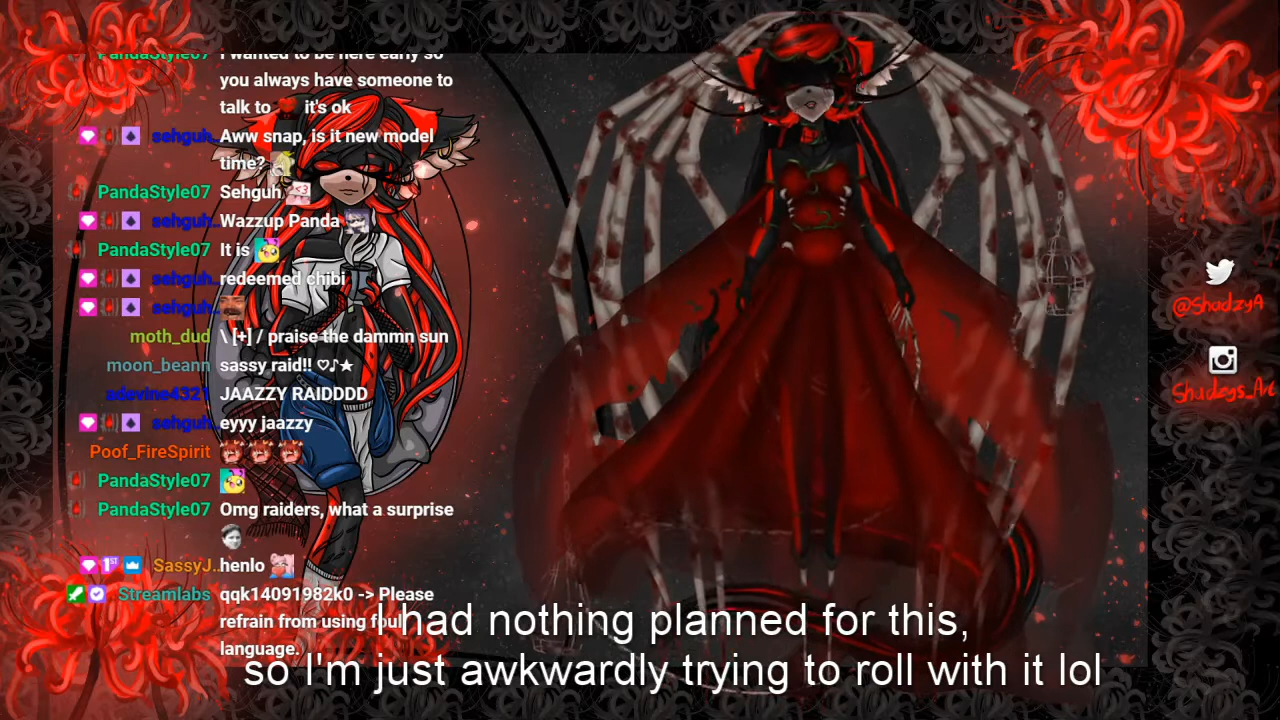 PandaStyle07 I wanted to be here early so
you always have someone to
talk to it's ok
sehguh.. Aww snap, is it new model
time?
PandaStyle07 Sehguh
sehguh.. Wazzup Panda
PandaStyle07 It is
sehguh.. redeemed chibi
sehguh..
moth_dud \ [+] / praise the dammn sun
moon_beann sassy raid!! ♡♪★
adevine4321 JAAZZY RAIDDDD
sehguh.. eyyy jaazzy
Poof_FireSpirit
PandaStyle07
PandaStyle07 Omg raiders, what a surprise
1ST SassyJ.. henlo
Streamlabs qqk14091982k0 -> Please
refrain from using foul
language.
I had nothing planned for this,
so I'm just awkwardly trying to roll with it lol
@ShadzyA
Shadzys_Art